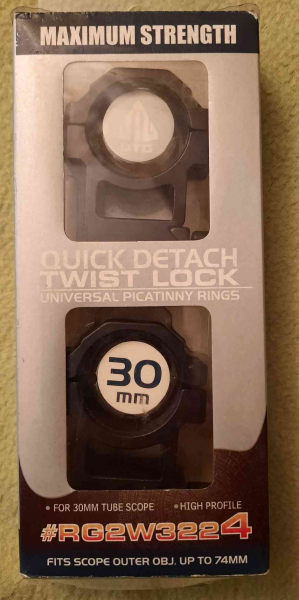 MAXIMUM STRENGTH
UTG
QUICK DETACH
TWIST LOCK
UNIVERSAL PICATINNY RINGS
30
mm
• FOR 30MM TUBE SCOPE • HIGH PROFILE
#RG2W3224
FITS SCOPE OUTER OBJ. UP TO 74MM